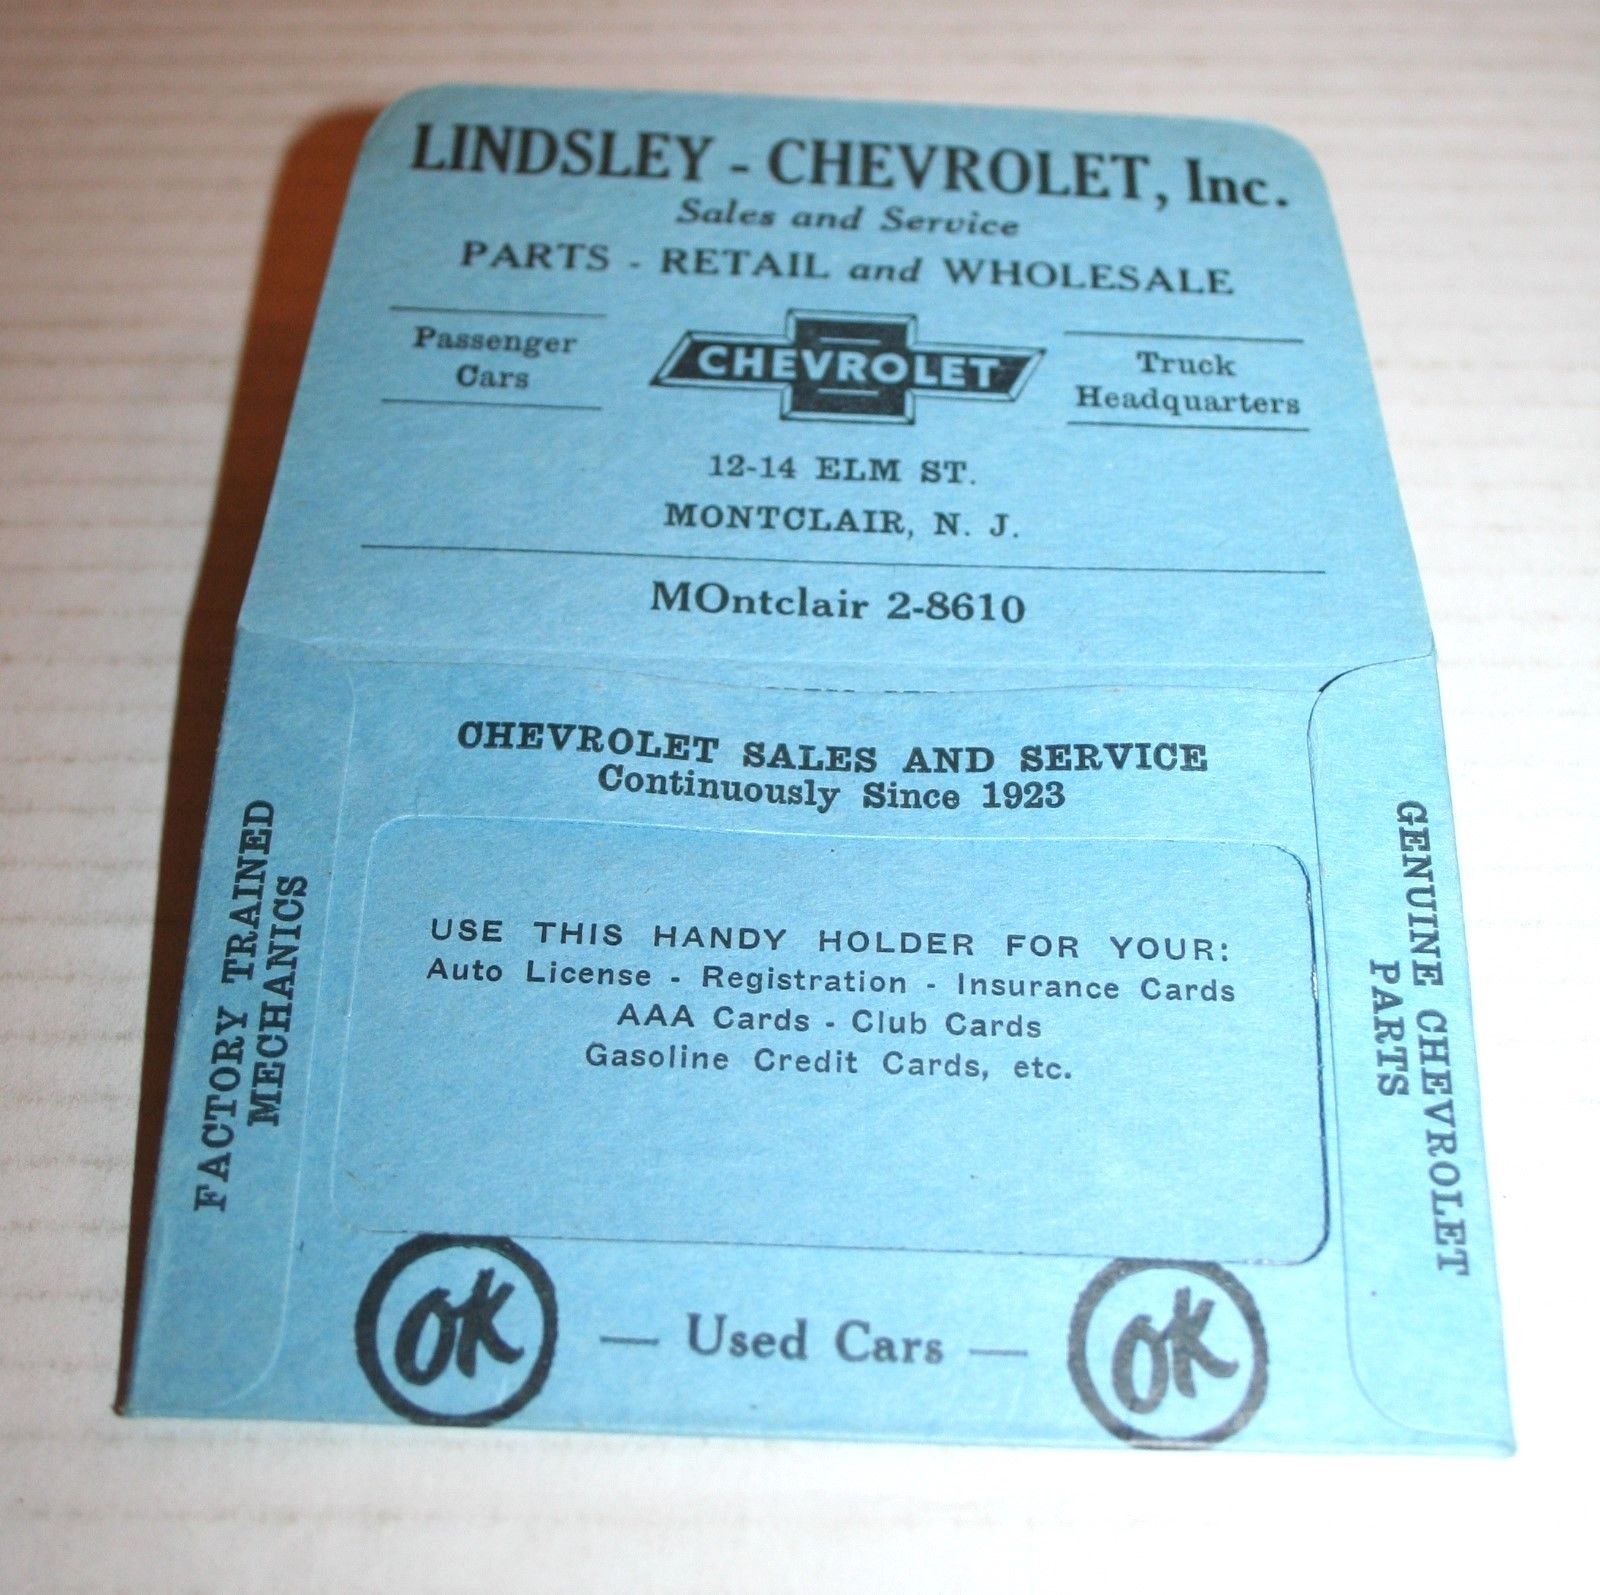 LINDSLEY - CHEVROLET, Inc.
Sales and Service
PARTS - RETAIL and WHOLESALE
Passenger
Cars
CHEVROLET
Truck
Headquarters
12-14 ELM ST.
MONTCLAIR, N. J.
MOntclair 2-8610
CHEVROLET SALES AND SERVICE
Continuously Since 1923
FACTORY TRAINED
MECHANICS
USE THIS HANDY HOLDER FOR YOUR:
Auto License - Registration - Insurance Cards
AAA Cards - Club Cards
Gasoline Credit Cards, etc.
GENUINE CHEVROLET
PARTS
OK — Used Cars — OK